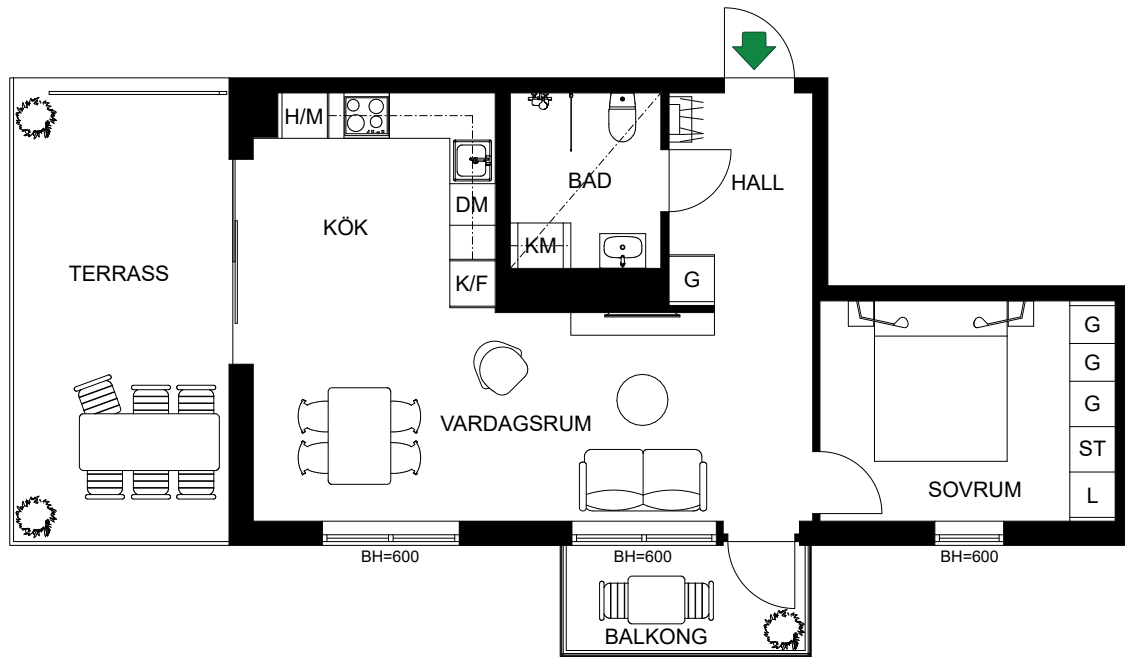 H/M
BAD
HALL
DM
KÖK
KM
TERRASS
K/F
G
G
G
G
VARDAGSRUM
ST
SOVRUM
L
BH=600
BH=600
BH=600
BALKONG